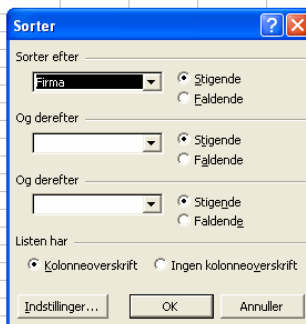 Sorter
Sorter efter
Firma
Stigende
Faldende
Og derefter
Stigende
Faldende
Og derefter
Stigende
Faldende
Listen har
Kolonneoverskrift Ingen kolonneoverskrift
Indstillinger... OK Annuller